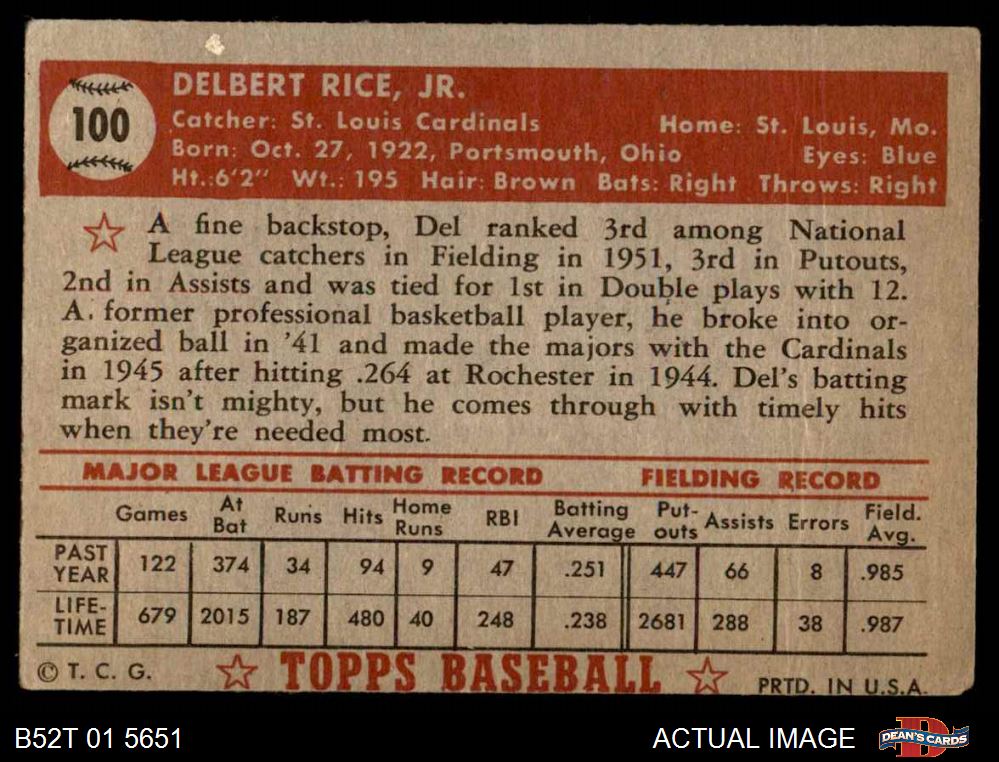 100
DELBERT RICE, JR.
Catcher: St. Louis Cardinals Home: St. Louis, Mo.
Born: Oct. 27, 1922, Portsmouth, Ohio Eyes: Blue
Ht.:6'2" Wt.: 195 Hair: Brown Bats: Right Throws: Right
A fine backstop, Del ranked 3rd among National
League catchers in Fielding in 1951, 3rd in Putouts,
2nd in Assists and was tied for 1st in Double plays with 12.
A former professional basketball player, he broke into or-
ganized ball in '41 and made the majors with the Cardinals
in 1945 after hitting .264 at Rochester in 1944. Del's batting
mark isn't mighty, but he comes through with timely hits
when they're needed most.
MAJOR LEAGUE BATTING RECORD FIELDING RECORD
Games At Bat Runs Hits Home Runs RBI Batting Average Put-outs Assists Errors Field. Avg.
PAST YEAR 122 374 34 94 9 47 .251 447 66 8 .985
LIFE-TIME 679 2015 187 480 40 248 .238 2681 288 38 .987
© T. C. G. TOPPS BASEBALL PRTD. IN U.S.A.
B52T 01 5651 ACTUAL IMAGE D DEAN'S CARDS